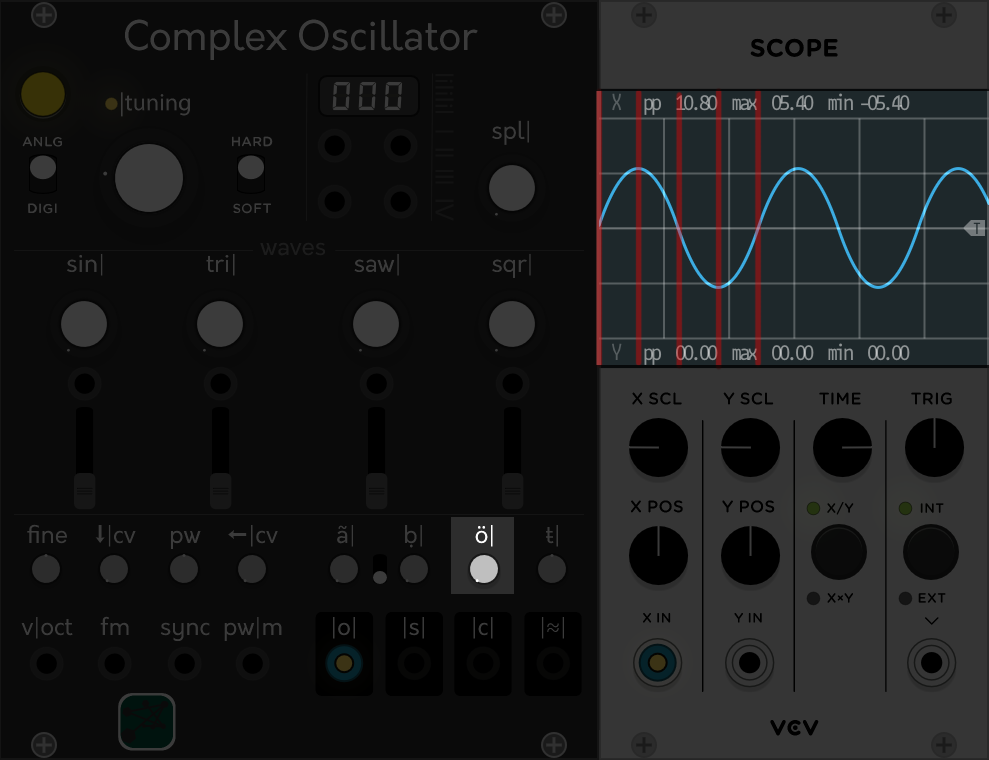 Complex Oscillator
|tuning
000
spl|
ANLG
DIGI
HARD
SOFT
waves
sin| tri| saw| sqr|
fine ↓|cv pw ←|cv ã| ḅ| ö| ŧ|
v|oct fm sync pw|m |o| |s| |c| |≈|
SCOPE
X pp 10.80 max 05.40 min -05.40
T
Y pp 00.00 max 00.00 min 00.00
X SCL Y SCL TIME TRIG
X POS Y POS X/Y INT
X×Y EXT
X IN Y IN
VCV